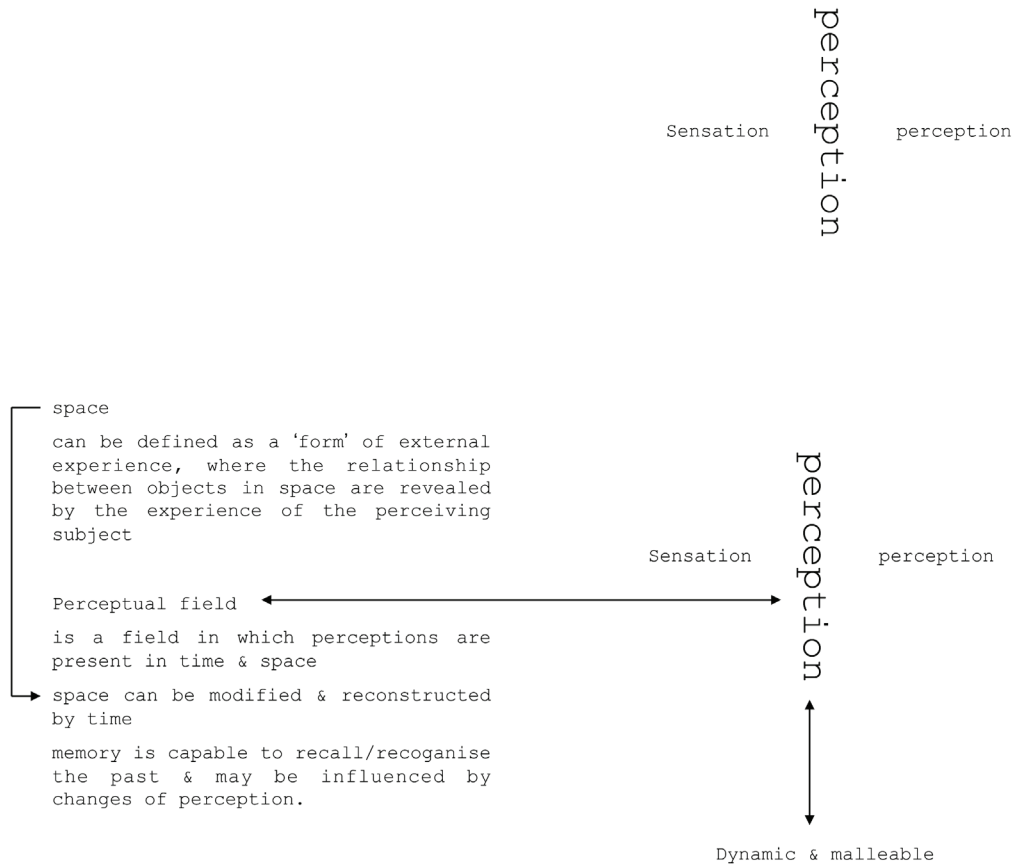 perception
Sensation
perception
space
can be defined as a ‘form’ of external
experience, where the relationship
between objects in space are revealed
by the experience of the perceiving
subject
perception
Sensation
perception
Perceptual field
is a field in which perceptions are
present in time & space
space can be modified & reconstructed
by time
memory is capable to recall/recoganise
the past & may be influenced by
changes of perception.
Dynamic & malleable